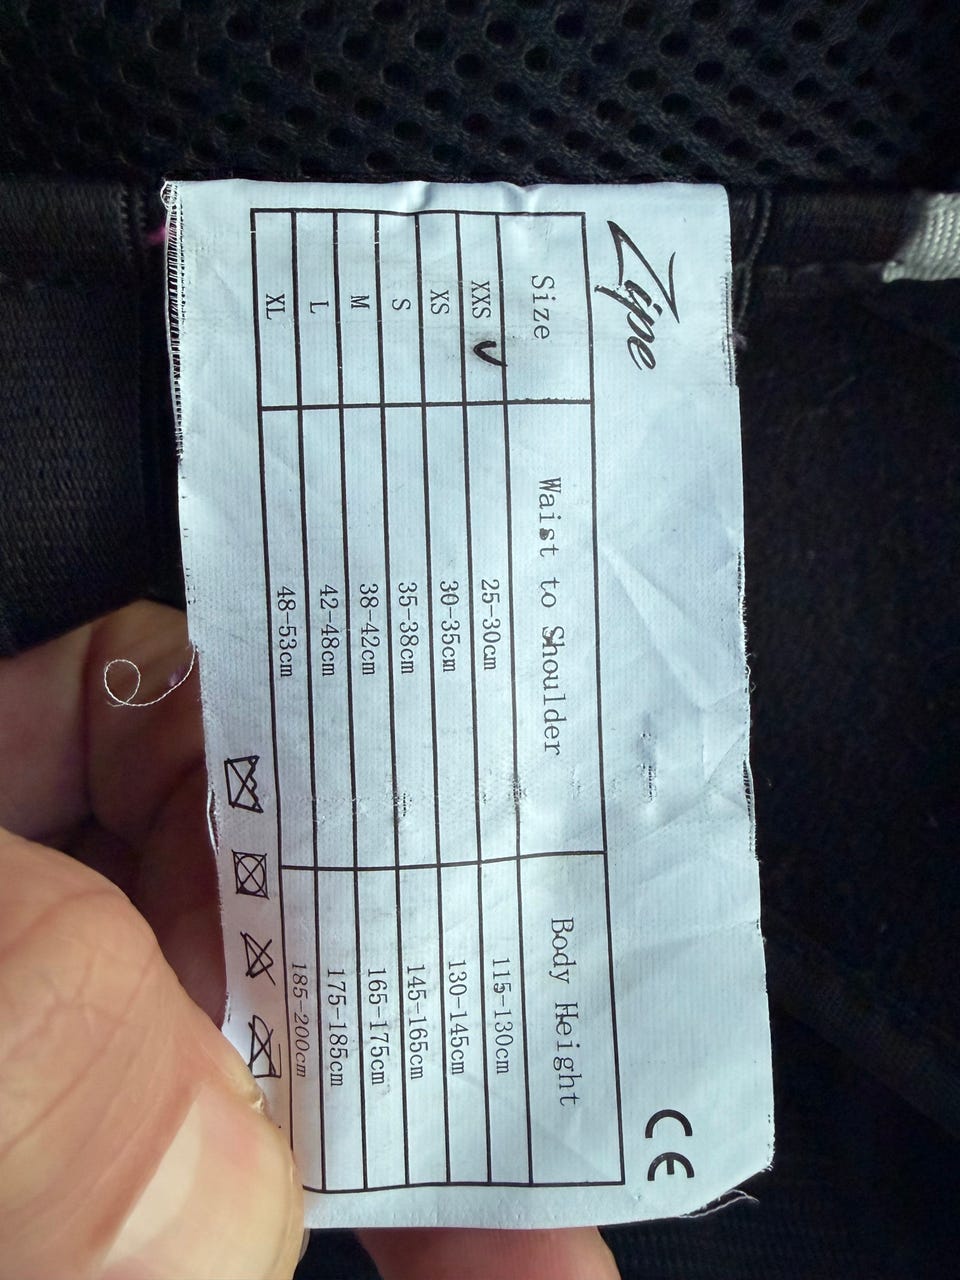 Zipe
CE
Size Waist to Shoulder Body Height
XXS ✓ 25-30cm 115-130cm
XS 30-35cm 130-145cm
S 35-38cm 145-165cm
M 38-42cm 165-175cm
L 42-48cm 175-185cm
XL 48-53cm 185-200cm